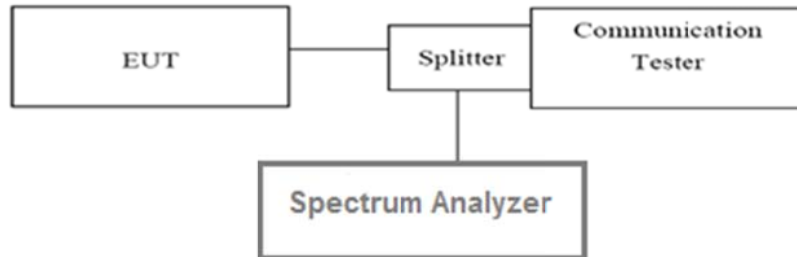 EUT
Splitter
Communication
Tester
Spectrum Analyzer